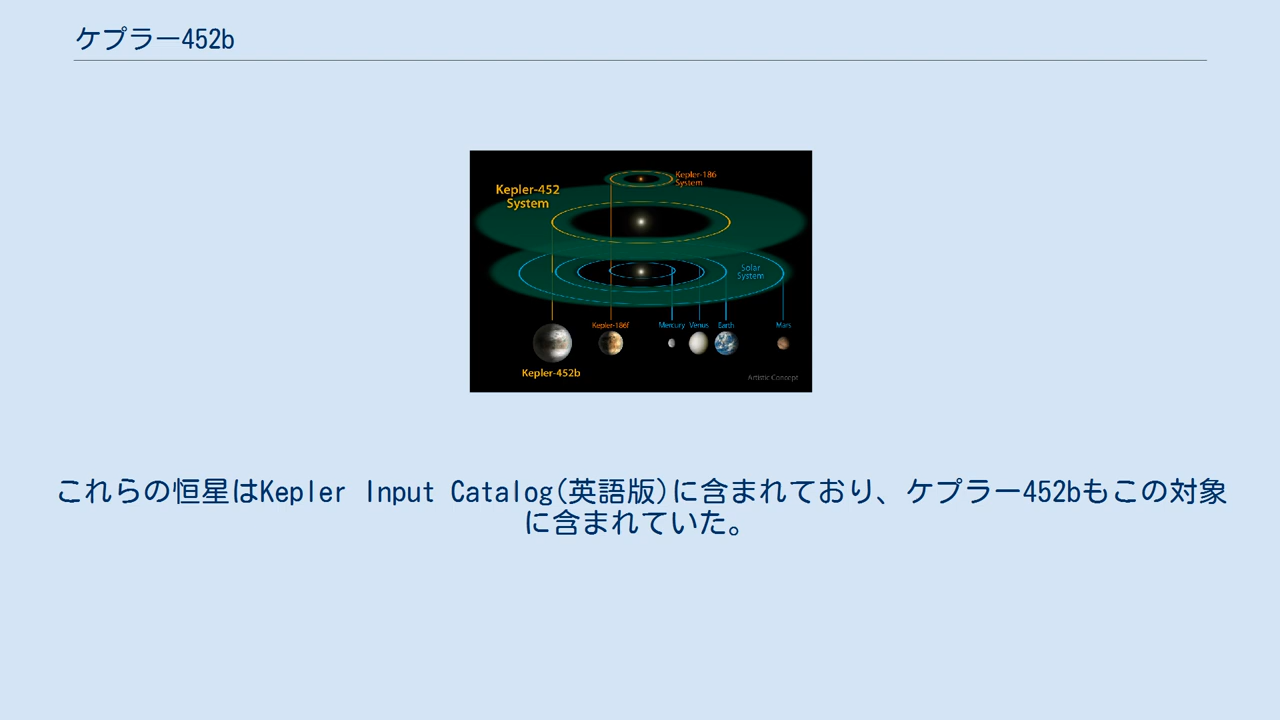 ケプラー452b
Kepler-186
System
Kepler-452
System
Solar
System
Kepler-186f
Mercury
Venus
Earth
Mars
Kepler-452b
Artistic Concept
これらの恒星はKepler Input Catalog(英語版)に含まれており、ケプラー452bもこの対象
に含まれていた。